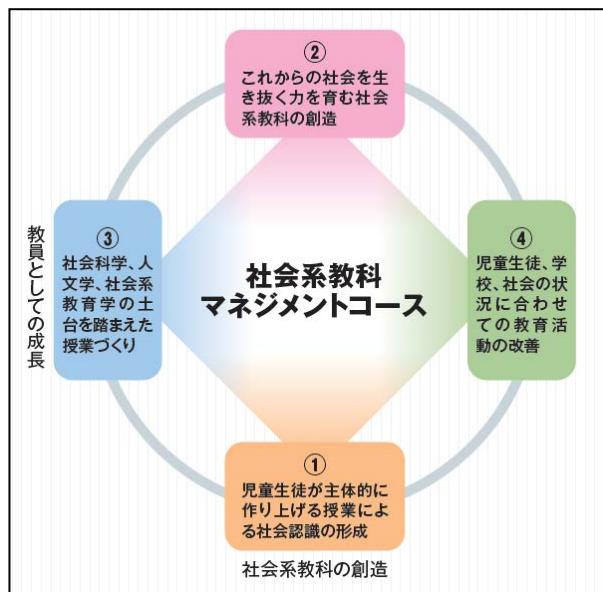 ②
これからの社会を生
き抜く力を育む社会
系教科の創造
教員としての成長
③
社会科学、人
文学、社会系
教育学の土
台を踏まえた
授業づくり
社会系教科
マネジメントコース
④
児童生徒、学
校、社会の状
況に合わせ
ての教育活
動の改善
①
児童生徒が主体的に
作り上げる授業によ
る社会認識の形成
社会系教科の創造